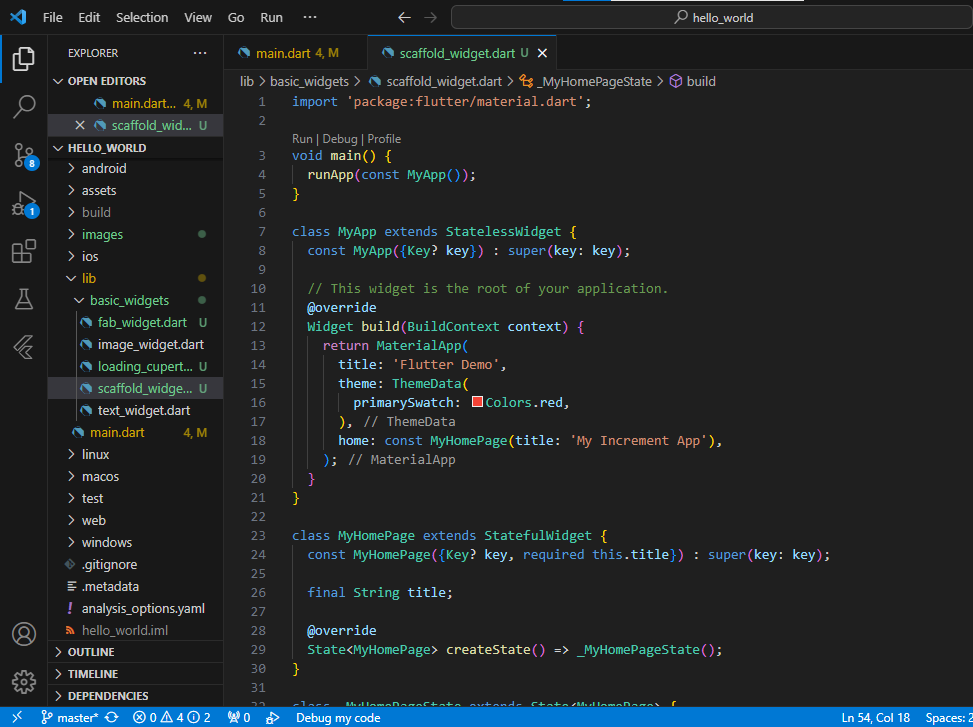 File Edit Selection View Go Run ··· hello_world
EXPLORER ···
OPEN EDITORS
main.dart... 4, M
scaffold_wid... U
HELLO_WORLD
android
assets
build
images
ios
lib
basic_widgets
fab_widget.dart U
image_widget.dart
loading_cupert... U
scaffold_widge... U
text_widget.dart
main.dart 4, M
linux
macos
test
web
windows
.gitignore
.metadata
analysis_options.yaml
hello_world.iml
OUTLINE
TIMELINE
DEPENDENCIES
8
1
main.dart 4, M scaffold_widget.dart U
lib > basic_widgets > scaffold_widget.dart > _MyHomePageState > build
1 import 'package:flutter/material.dart';
2
Run | Debug | Profile
3 void main() {
4 runApp(const MyApp());
5 }
6
7 class MyApp extends StatelessWidget {
8 const MyApp({Key? key}) : super(key: key);
9
10 // This widget is the root of your application.
11 @override
12 Widget build(BuildContext context) {
13 return MaterialApp(
14 title: 'Flutter Demo',
15 theme: ThemeData(
16 primarySwatch: Colors.red,
17 ), // ThemeData
18 home: const MyHomePage(title: 'My Increment App'),
19 ); // MaterialApp
20 }
21 }
22
23 class MyHomePage extends StatefulWidget {
24 const MyHomePage({Key? key, required this.title}) : super(key: key);
25
26 final String title;
27
28 @override
29 State<MyHomePage> createState() => _MyHomePageState();
30 }
31
class _MyHomePageState extends State<MyHomePage> {
master* 0 4 2 0 Debug my code Ln 54, Col 18 Spaces: 2